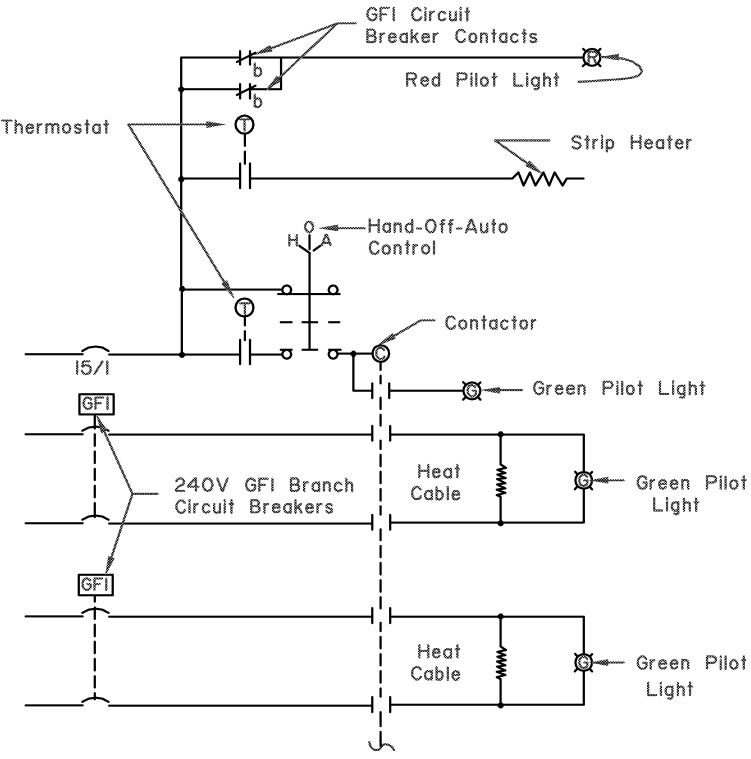 GFI Circuit
Breaker Contacts
b
R
Red Pilot Light
b
Thermostat
T
Strip Heater
O
H A
Hand-Off-Auto
Control
T
Contactor
C
15/1
Green Pilot Light
G
GFI
Heat
Cable
G
Green Pilot
Light
240V GFI Branch
Circuit Breakers
GFI
Heat
Cable
G
Green Pilot
Light